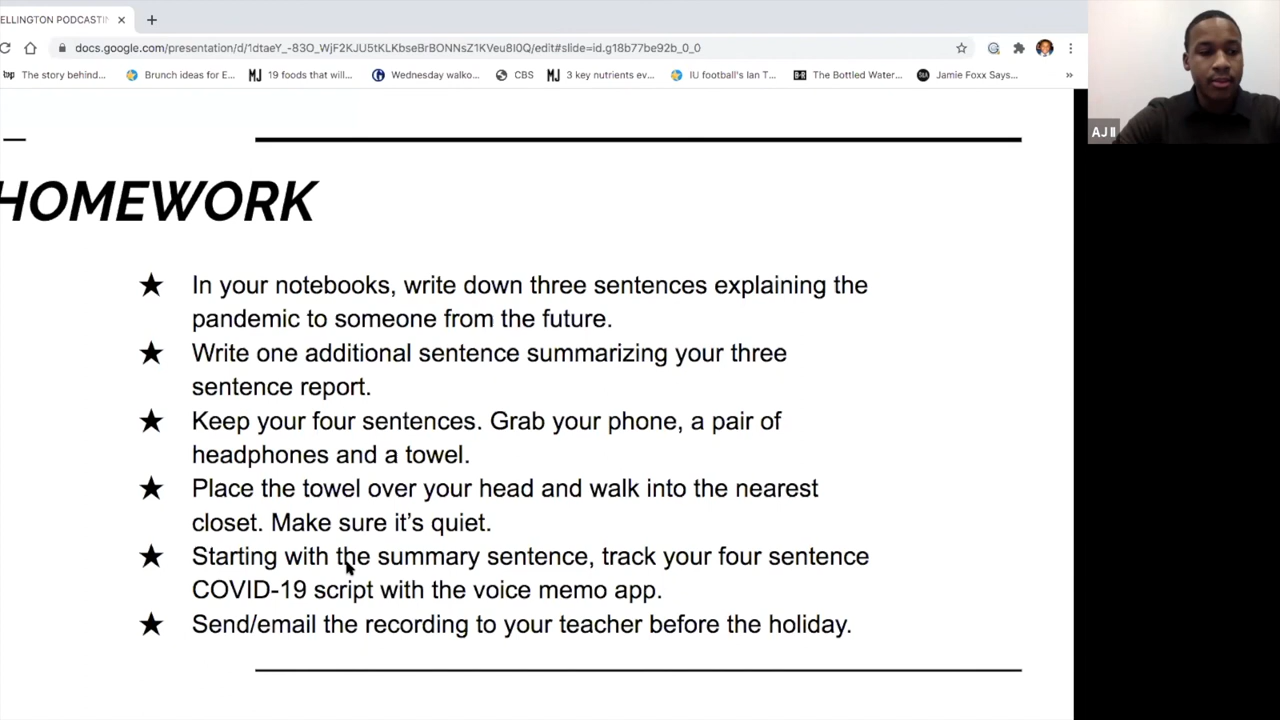 ELLINGTON PODCASTIN
docs.google.com/presentation/d/1dtaeY_-83O_WjF2KJU5tKLKbseBrBONNsZ1KVeu8I0Q/edit#slide=id.g18b77be92b_0_0
The story behind... Brunch ideas for E... MJ 19 foods that will... Wednesday walko... CBS MJ 3 key nutrients ev... IU football's Ian T... B-R The Bottled Water... Jamie Foxx Says... »
AJ II
HOMEWORK
★ In your notebooks, write down three sentences explaining the
pandemic to someone from the future.
★ Write one additional sentence summarizing your three
sentence report.
★ Keep your four sentences. Grab your phone, a pair of
headphones and a towel.
★ Place the towel over your head and walk into the nearest
closet. Make sure it's quiet.
★ Starting with the summary sentence, track your four sentence
COVID-19 script with the voice memo app.
★ Send/email the recording to your teacher before the holiday.